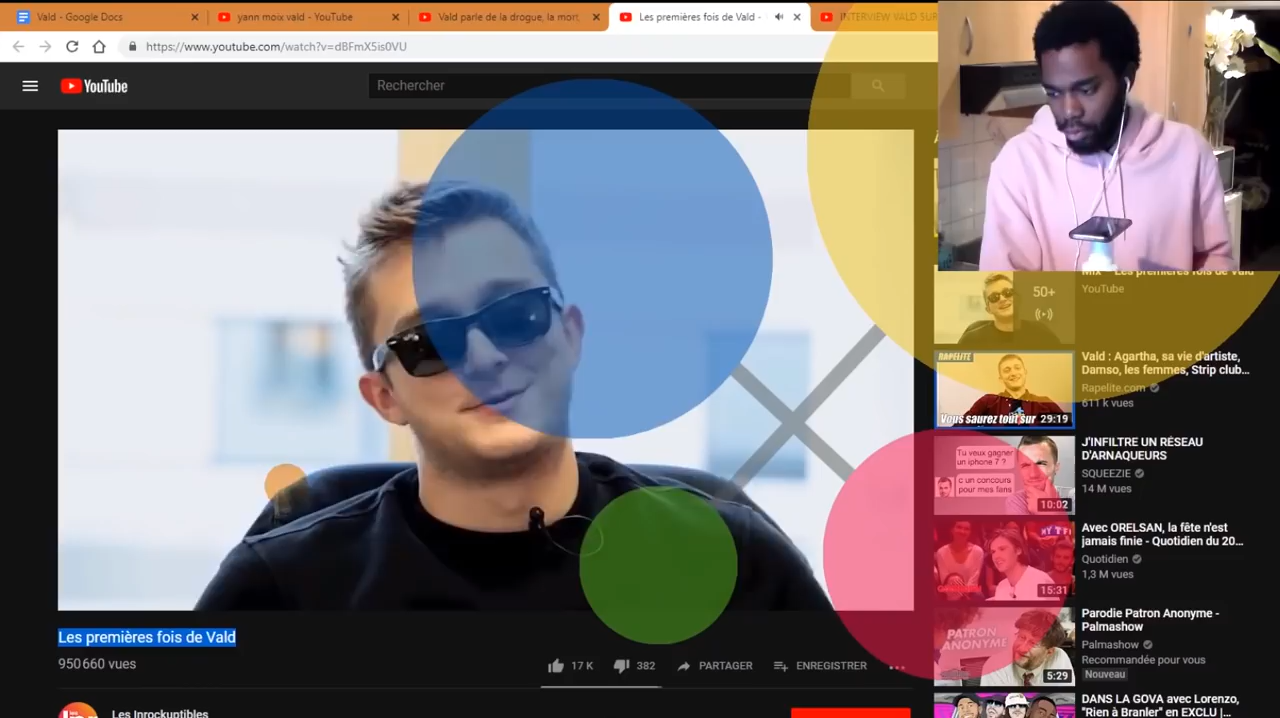 Vald - Google Docs
yann moix vald - YouTube
Vald parle de la drogue, la mort,
Les premières fois de Vald -
INTERVIEW VALD SUR
https://www.youtube.com/watch?v=dBFmX5is0VU
YouTube
Rechercher
Mix - Les premières fois de Vald
YouTube
50+
RAPELITE
Vous saurez tout sur
29:19
Vald : Agartha, sa vie d'artiste,
Damso, les femmes, Strip club...
Rapelite.com
611 k vues
Tu veux gagner
un iphone 7 ?
c un concours
pour mes fans
10:02
J'INFILTRE UN RÉSEAU
D'ARNAQUEURS
SQUEEZIE
14 M vues
15:31
Avec ORELSAN, la fête n'est
jamais finie - Quotidien du 20...
Quotidien
1,3 M vues
PATRON
ANONYME
5:29
Parodie Patron Anonyme -
Palmashow
Palmashow
Recommandée pour vous
Nouveau
DANS LA GOVA avec Lorenzo,
"Rien à Branler" en EXCLU |...
Les premières fois de Vald
950 660 vues
17 K
382
PARTAGER
ENREGISTRER
Les Inrockuptibles